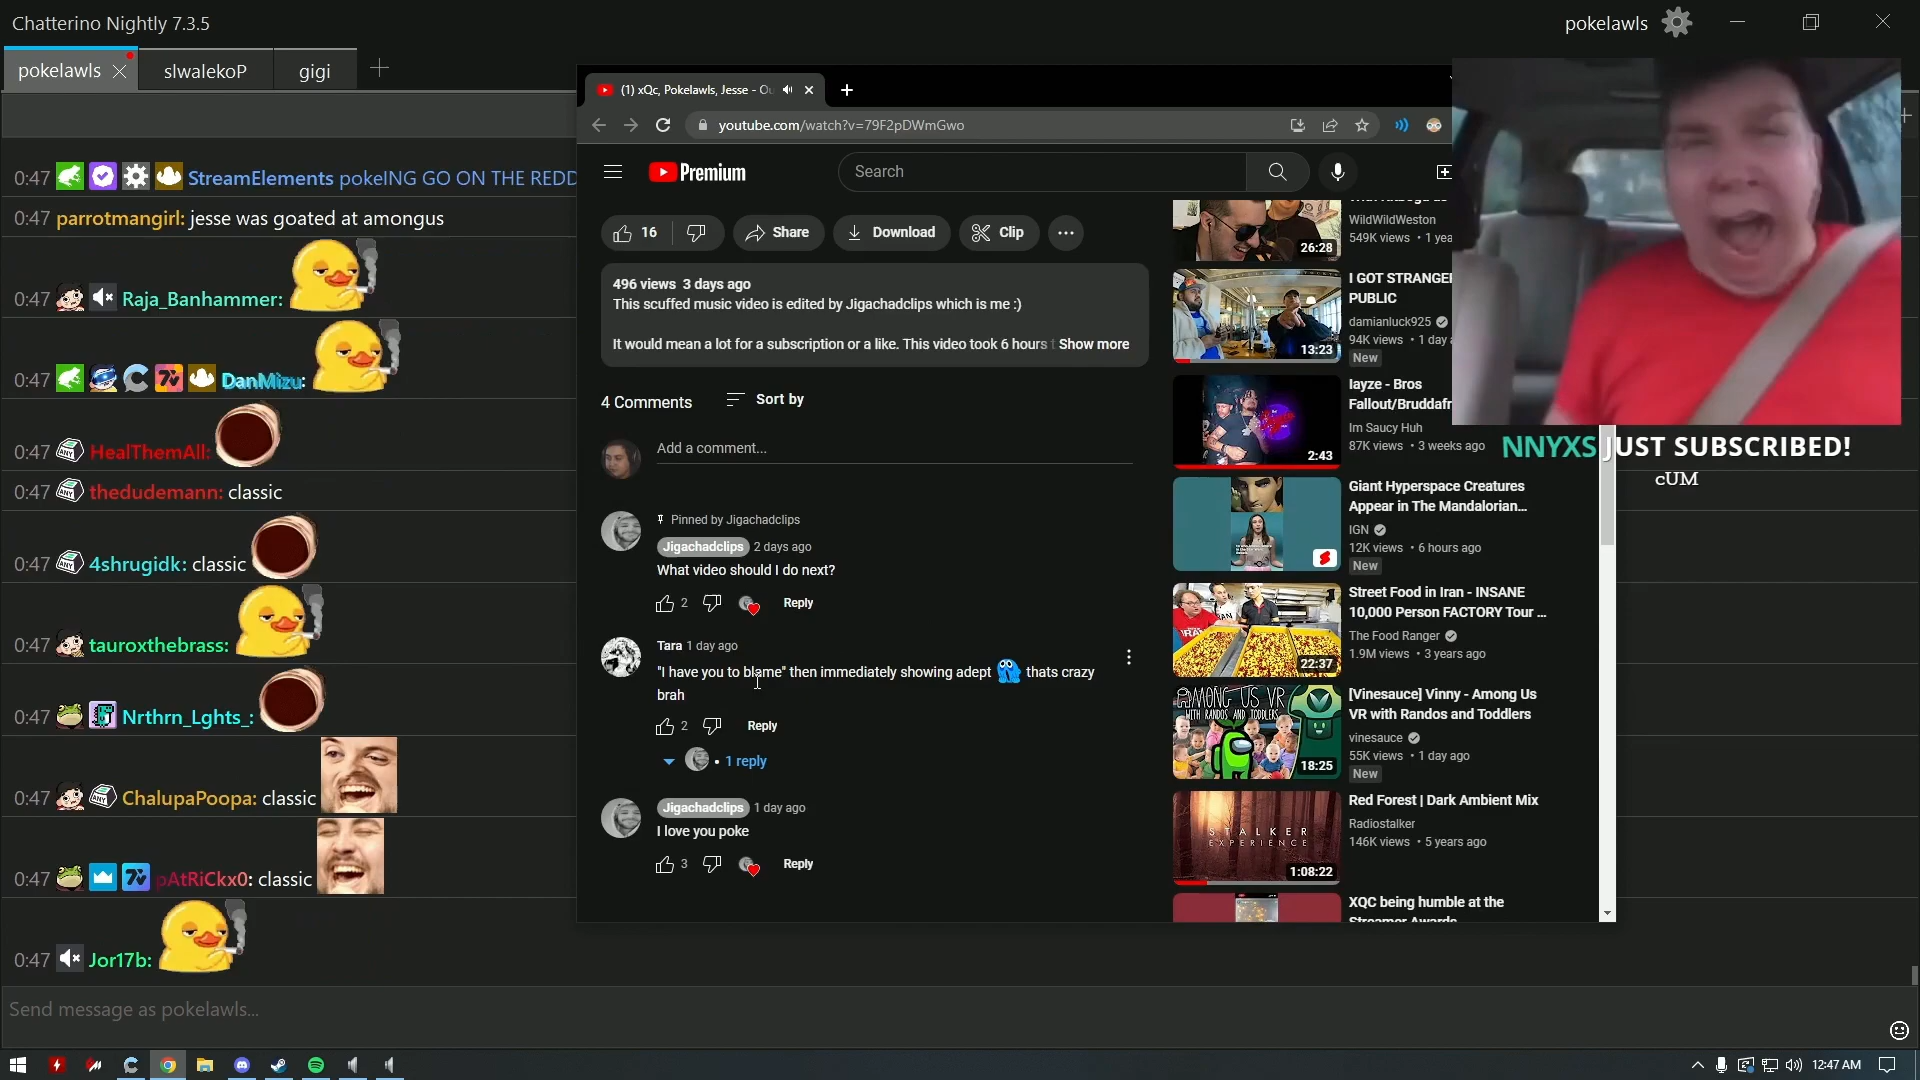 Chatterino Nightly 7.3.5
pokelawls
pokelawls
slwalekoP
gigi
0:47 StreamElements pokeING GO ON THE REDD
0:47 parrotmangirl: jesse was goated at amongus
0:47 Raja_Banhammer:
0:47 DanMizu:
0:47 HealThemAll:
0:47 thedudemann: classic
0:47 4shrugidk: classic
0:47 tauroxthebrass:
0:47 Nrthrn_Lghts_:
0:47 ChalupaPoopa: classic
0:47 pAtRiCkx0: classic
0:47 Jor17b:
Send message as pokelawls...
(1) xQc, Pokelawls, Jesse - Ou
youtube.com/watch?v=79F2pDWmGwo
Premium
Search
16
Share
Download
Clip
496 views 3 days ago
This scuffed music video is edited by Jigachadclips which is me :)
It would mean a lot for a subscription or a like. This video took 6 hours t Show more
4 Comments
Sort by
Add a comment...
Pinned by Jigachadclips
Jigachadclips 2 days ago
What video should I do next?
2
Reply
Tara 1 day ago
"I have you to blame" then immediately showing adept thats crazy
brah
2
Reply
1 reply
Jigachadclips 1 day ago
I love you poke
3
Reply
26:28
WildWildWeston
549K views • 1 yea
13:23
I GOT STRANGE
PUBLIC
damianluck925
94K views • 1 day
New
2:43
Iayze - Bros
Fallout/Bruddaf
Im Saucy Huh
87K views • 3 weeks ago
Giant Hyperspace Creatures
Appear in The Mandalorian...
IGN
12K views • 6 hours ago
New
22:37
Street Food in Iran - INSANE
10,000 Person FACTORY Tour ...
The Food Ranger
1.9M views • 3 years ago
AMONG US VR
WITH RANDOS AND TODDLERS
18:25
[Vinesauce] Vinny - Among Us
VR with Randos and Toddlers
vinesauce
55K views • 1 day ago
New
STALKER
EXPERIENCE
1:08:22
Red Forest | Dark Ambient Mix
Radiostalker
146K views • 5 years ago
XQC being humble at the
Streamer Awards
NNYXS JUST SUBSCRIBED!
cUM
12:47 AM